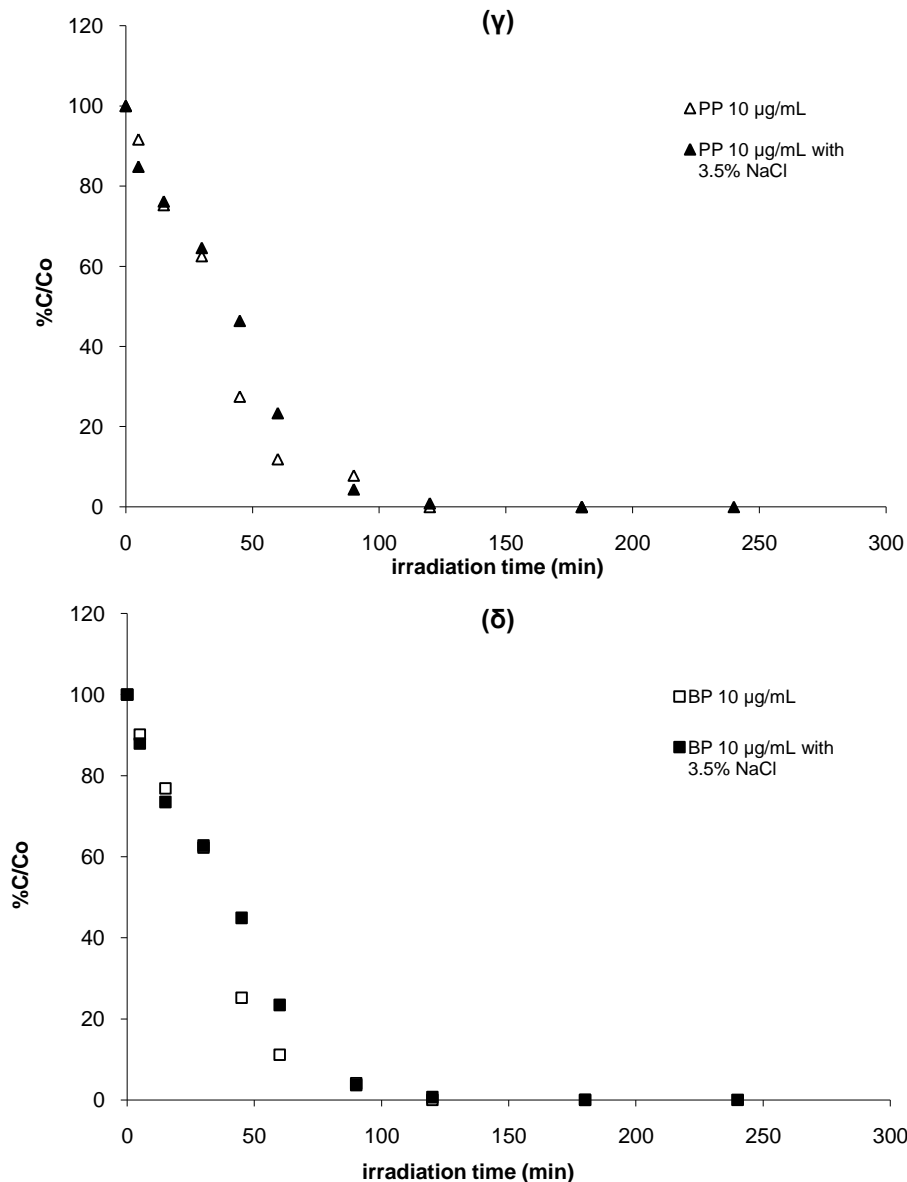 (γ)
120
100
80
60
40
20
0
%C/Co
PP 10 µg/mL
PP 10 µg/mL with
3.5% NaCl
0 50 100 150 200 250 300
irradiation time (min)
(δ)
120
100
80
60
40
20
0
%C/Co
BP 10 µg/mL
BP 10 µg/mL with
3.5% NaCl
0 50 100 150 200 250 300
irradiation time (min)